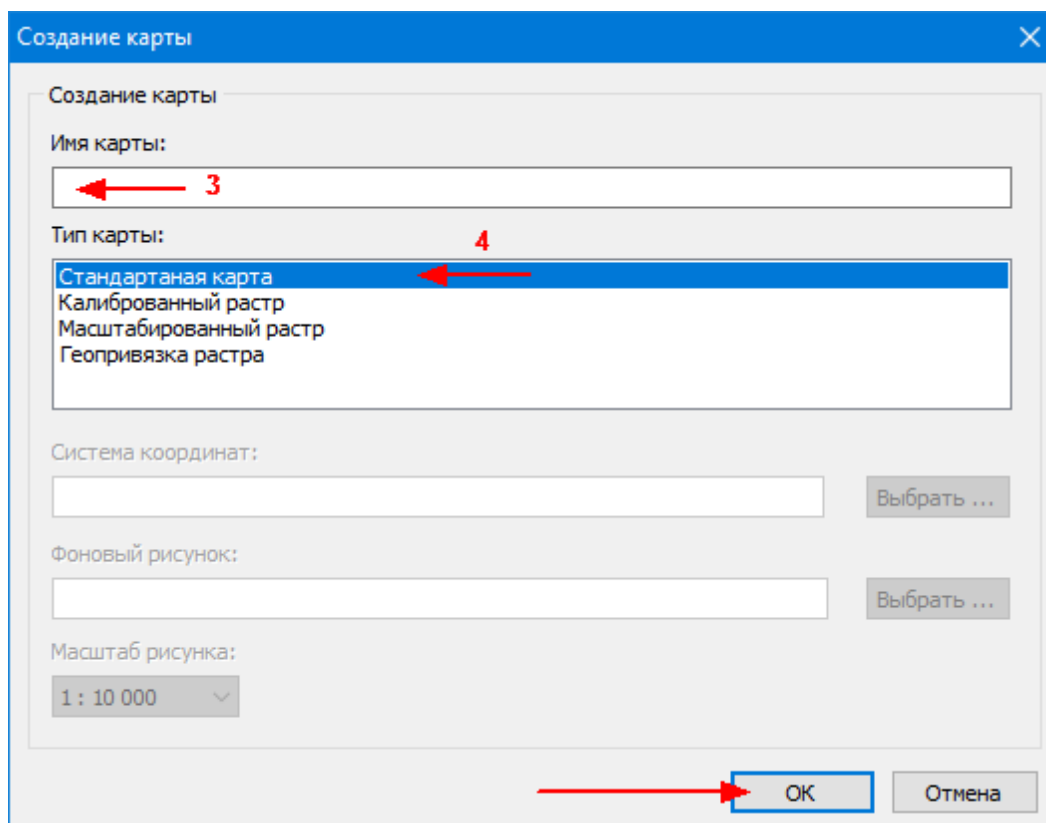 Создание карты
Создание карты
Имя карты:
3
Тип карты:
4
Стандартаная карта
Калиброванный растр
Масштабированный растр
Геопривязка растра
Система координат:
Выбрать ...
Фоновый рисунок:
Выбрать ...
Масштаб рисунка:
1 : 10 000
ОК Отмена